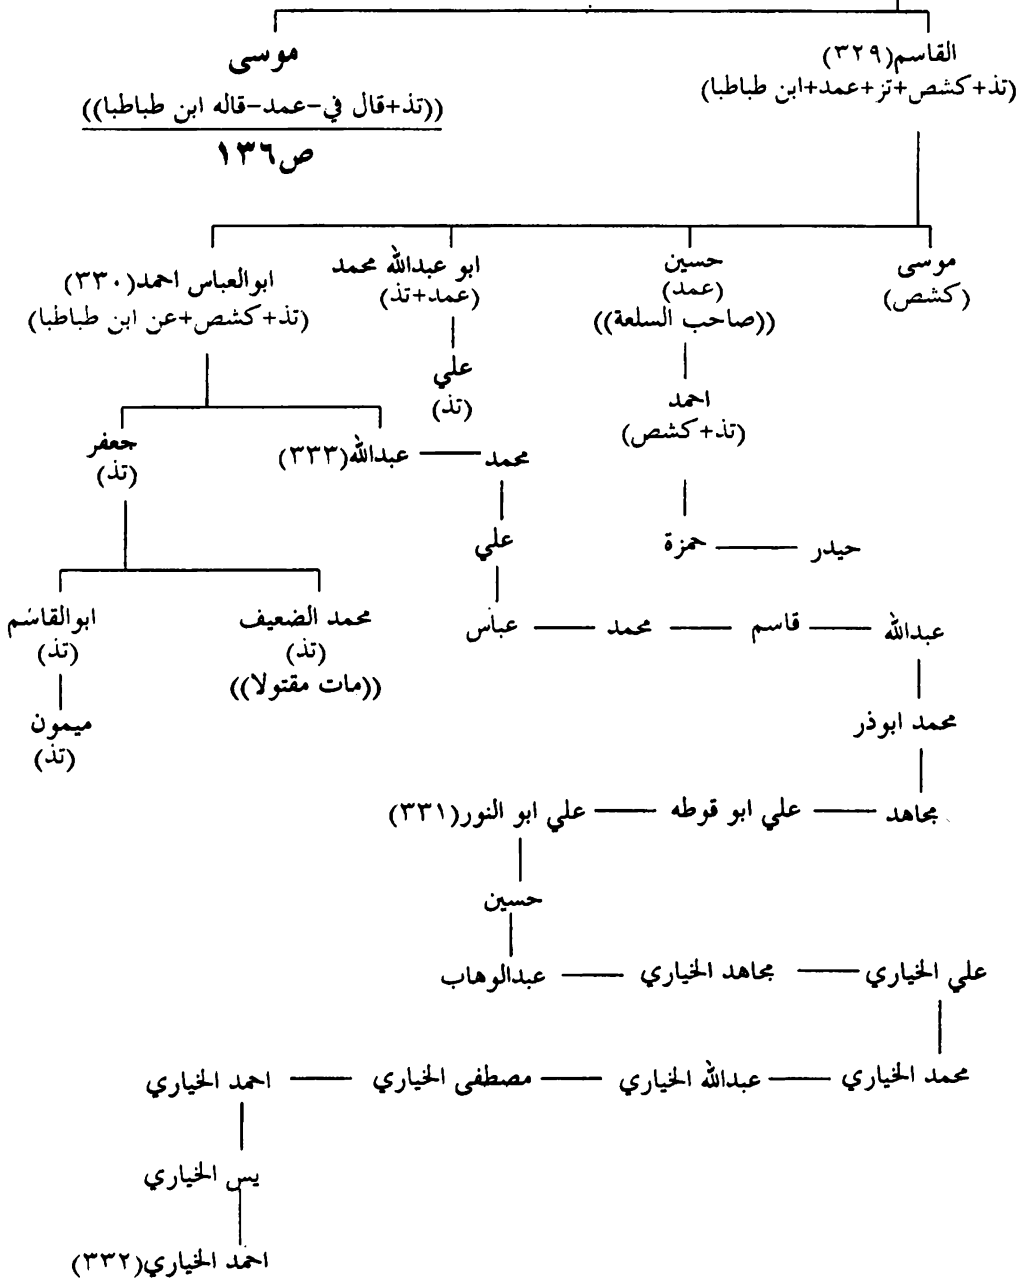 القاسم(٣٢٩)
(تذ+كشص+تز+عمد+ابن طباطبا)
موسى
((تذ+قال في-عمد-قاله ابن طباطبا))
ص١٣٦
موسى
(كشص)
حسين
(عمد)
((صاحب السلعة))
احمد
(تذ+كشص)
حمزة
حيدر
ابو عبدالله محمد
(عمد+تذ)
علي
(تذ)
ابوالعباس احمد(٣٣٠)
(تذ+كشص+عن ابن طباطبا)
محمد
عبدالله(٣٣٣)
جعفر
(تذ)
علي
محمد الضعيف
(تذ)
((مات مقتولا))
ابوالقاسم
(تذ)
ميمون
(تذ)
عبدالله
قاسم
محمد
عباس
محمد ابوذر
مجاهد
علي ابو قوطه
علي ابو النور(٣٣١)
حسين
علي الخياري
مجاهد الخياري
عبدالوهاب
محمد الخياري
عبدالله الخياري
مصطفى الخياري
احمد الخياري
يس الخياري
احمد الخياري(٣٣٢)